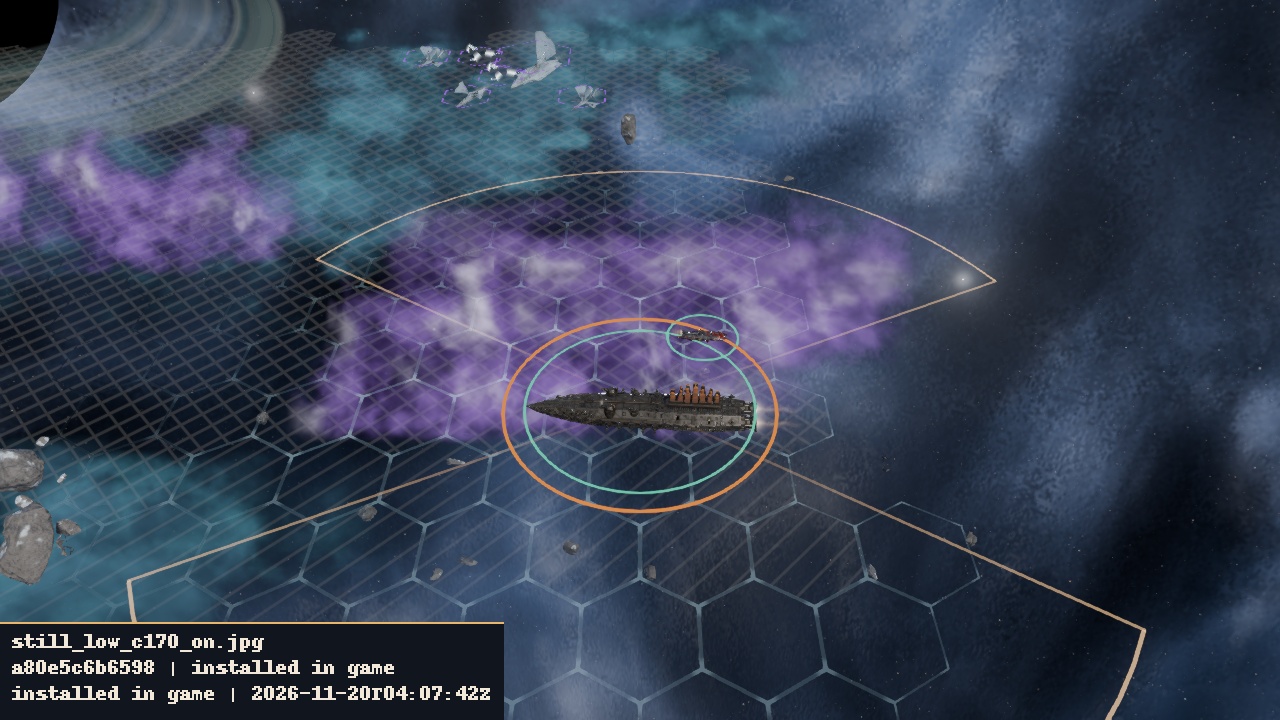 still_low_c170_on.jpg
a80e5c6b6598 | installed in game
installed in game | 2026-11-20T04:07:42Z